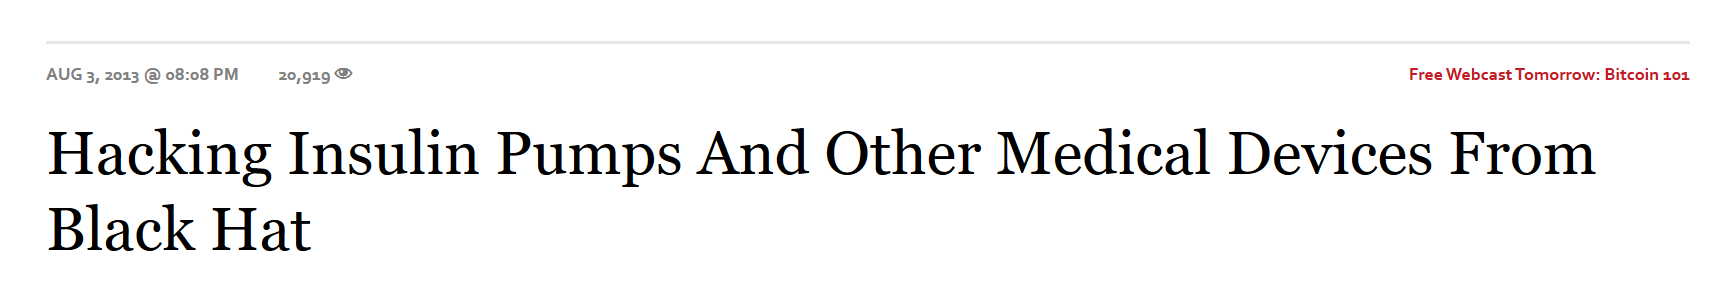 AUG 3, 2013 @ 08:08 PM 20,919 Free Webcast Tomorrow: Bitcoin 101
Hacking Insulin Pumps And Other Medical Devices From
Black Hat